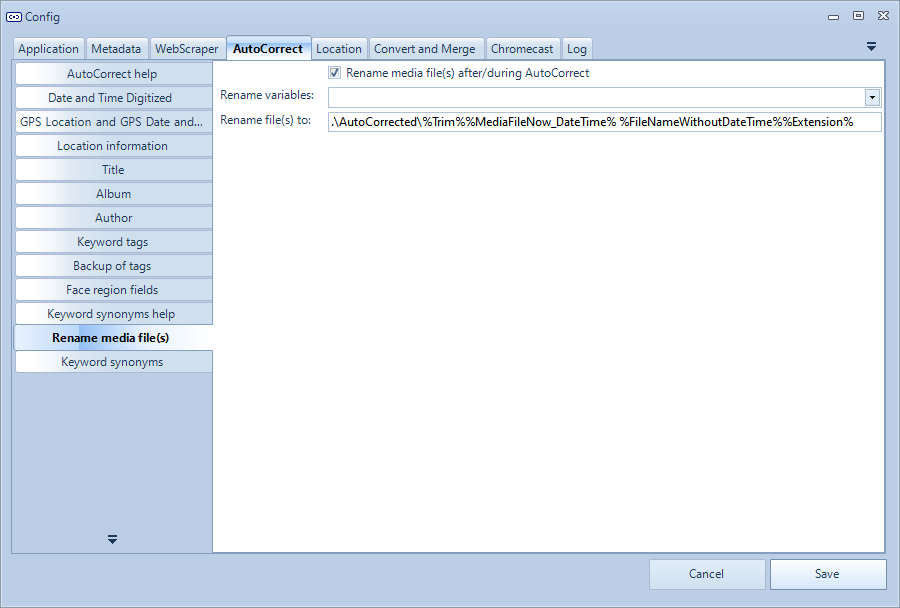 Config
Application Metadata WebScraper AutoCorrect Location Convert and Merge Chromecast Log
AutoCorrect help
Date and Time Digitized
GPS Location and GPS Date and...
Location information
Title
Album
Author
Keyword tags
Backup of tags
Face region fields
Keyword synonyms help
Rename media file(s)
Keyword synonyms
Rename media file(s) after/during AutoCorrect
Rename variables:
Rename file(s) to: .\AutoCorrected\%Trim%%MediaFileNow_DateTime% %FileNameWithoutDateTime%%Extension%
Cancel Save